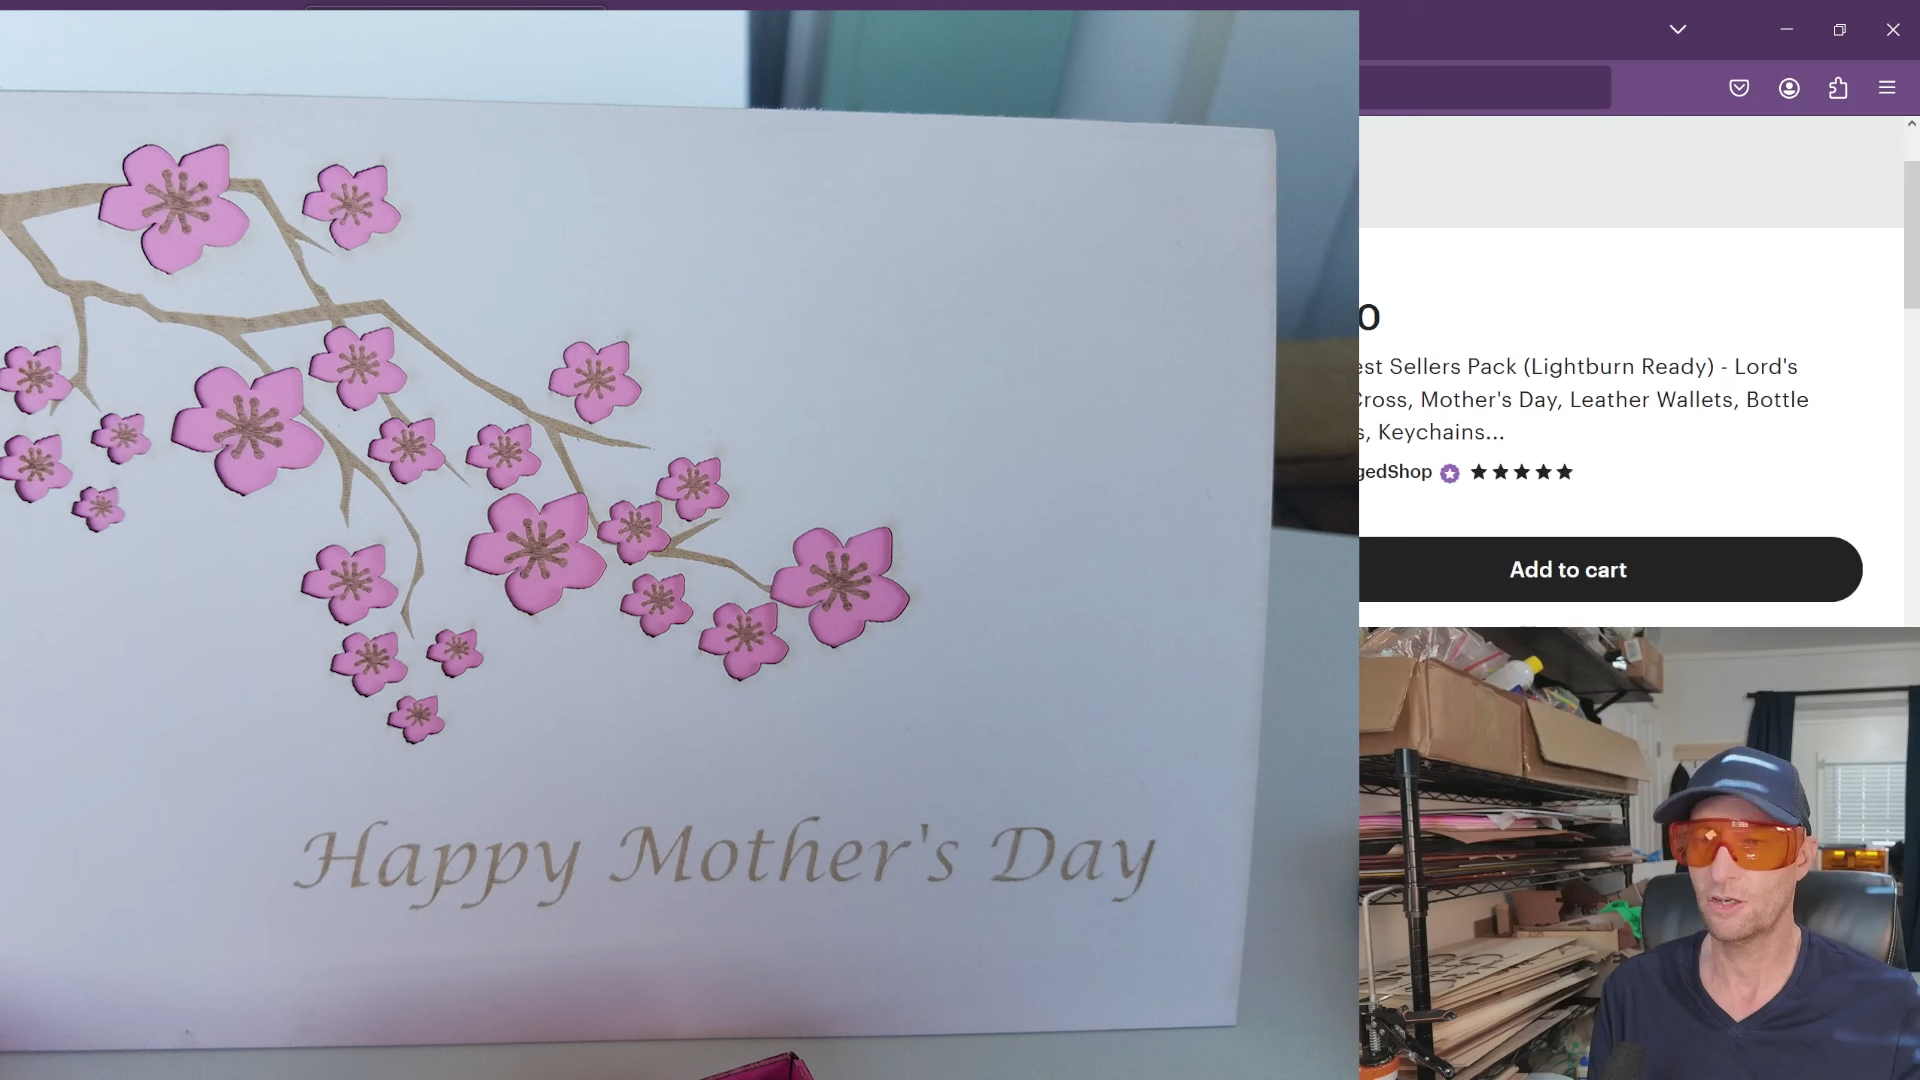 Happy Mother's Day
0
est Sellers Pack (Lightburn Ready) - Lord's
Cross, Mother's Day, Leather Wallets, Bottle
s, Keychains...
gedShop ★★★★★
Add to cart